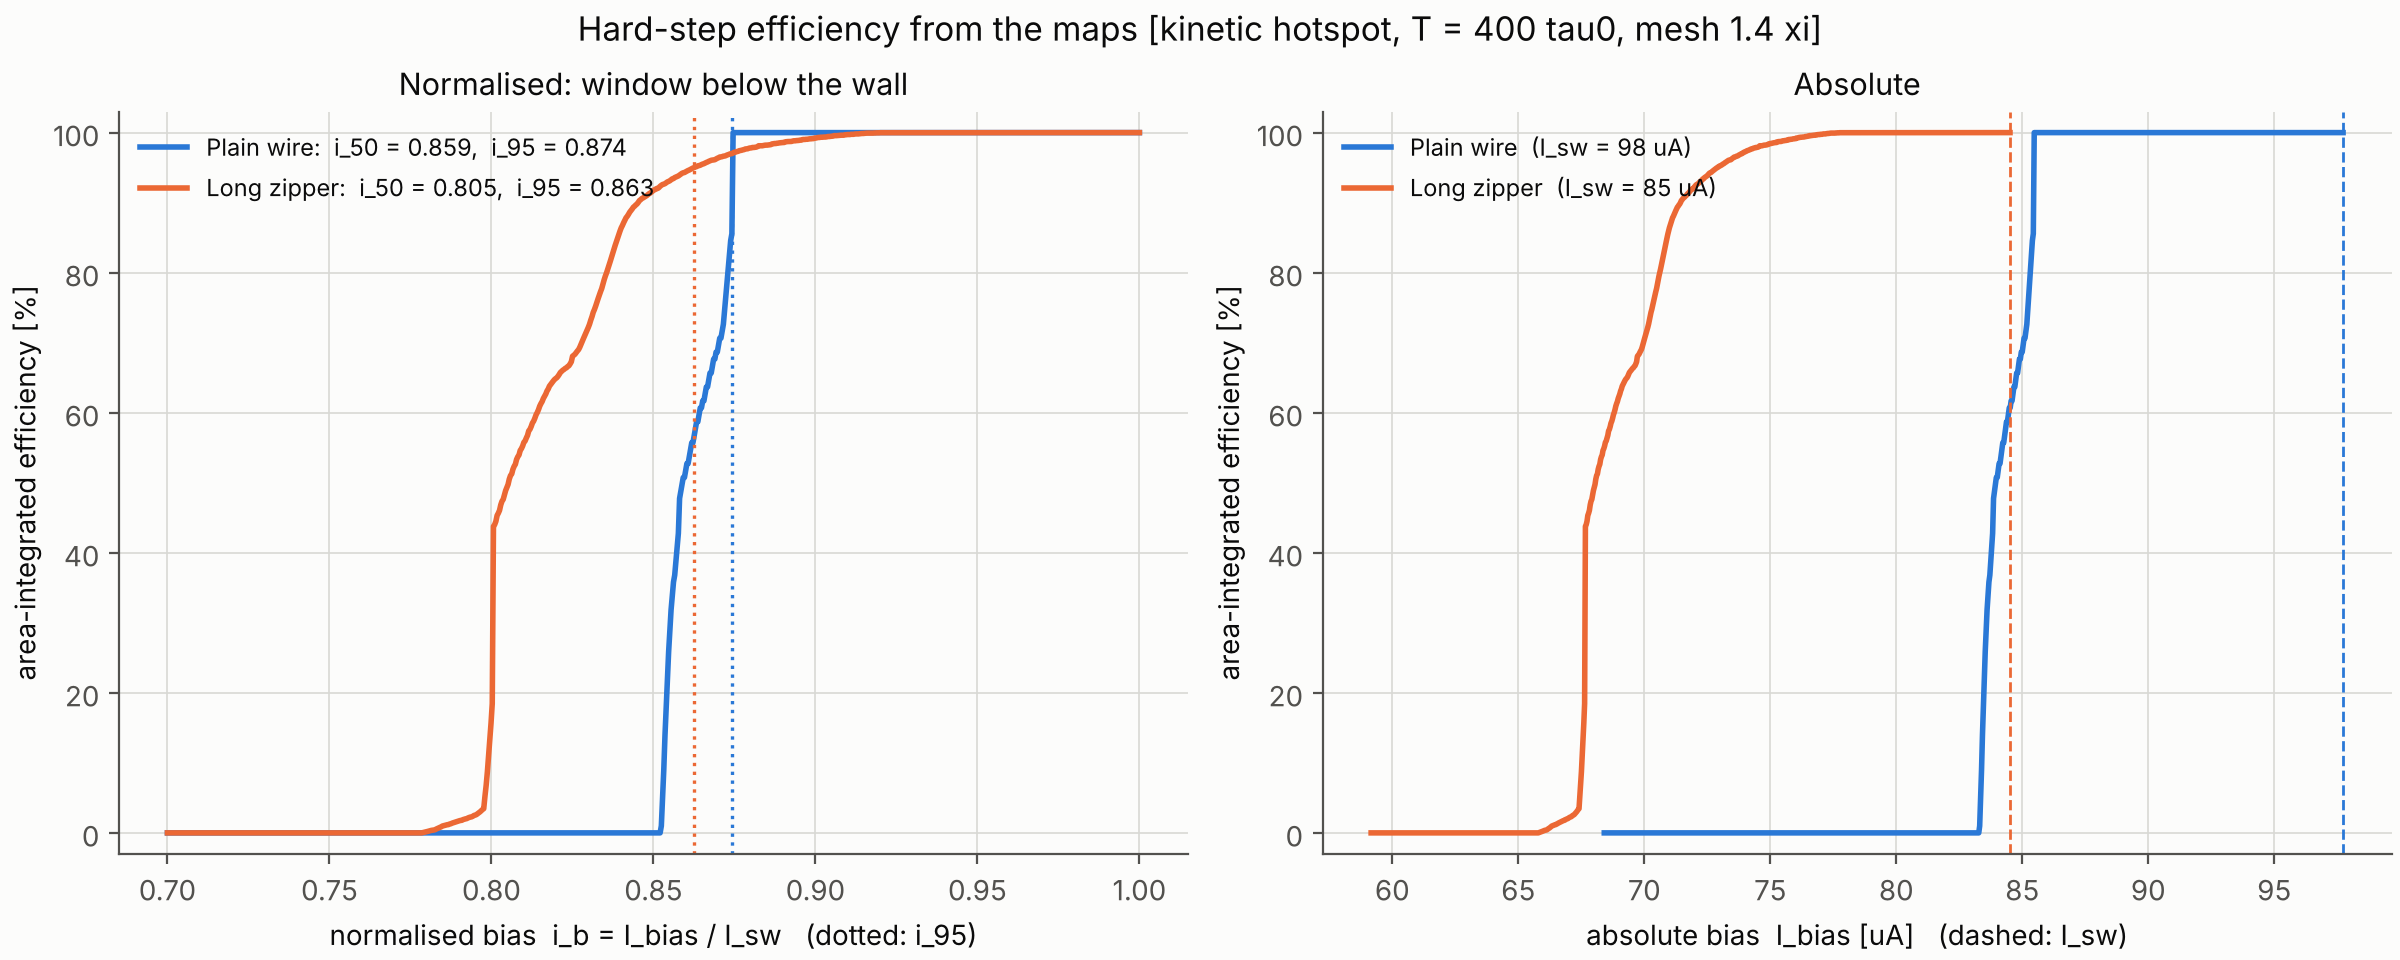 Hard-step efficiency from the maps [kinetic hotspot, T = 400 tau0, mesh 1.4 xi]
Normalised: window below the wall
area-integrated efficiency [%]
100
80
60
40
20
0
Plain wire:  i_50 = 0.859,  i_95 = 0.874
Long zipper:  i_50 = 0.805,  i_95 = 0.863
0.70
0.75
0.80
0.85
0.90
0.95
1.00
normalised bias  i_b = I_bias / I_sw   (dotted: i_95)
Absolute
area-integrated efficiency [%]
100
80
60
40
20
0
Plain wire  (I_sw = 98 uA)
Long zipper  (I_sw = 85 uA)
60
65
70
75
80
85
90
95
absolute bias  I_bias [uA]   (dashed: I_sw)